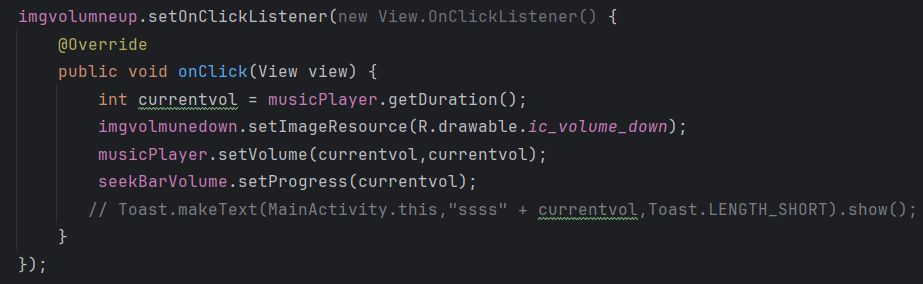 imgvolumneup.setOnClickListener(new View.OnClickListener() {
@Override
public void onClick(View view) {
int currentvol = musicPlayer.getDuration();
imgvolmunedown.setImageResource(R.drawable.ic_volume_down);
musicPlayer.setVolume(currentvol,currentvol);
seekBarVolume.setProgress(currentvol);
// Toast.makeText(MainActivity.this,"ssss" + currentvol,Toast.LENGTH_SHORT).show();
}
});